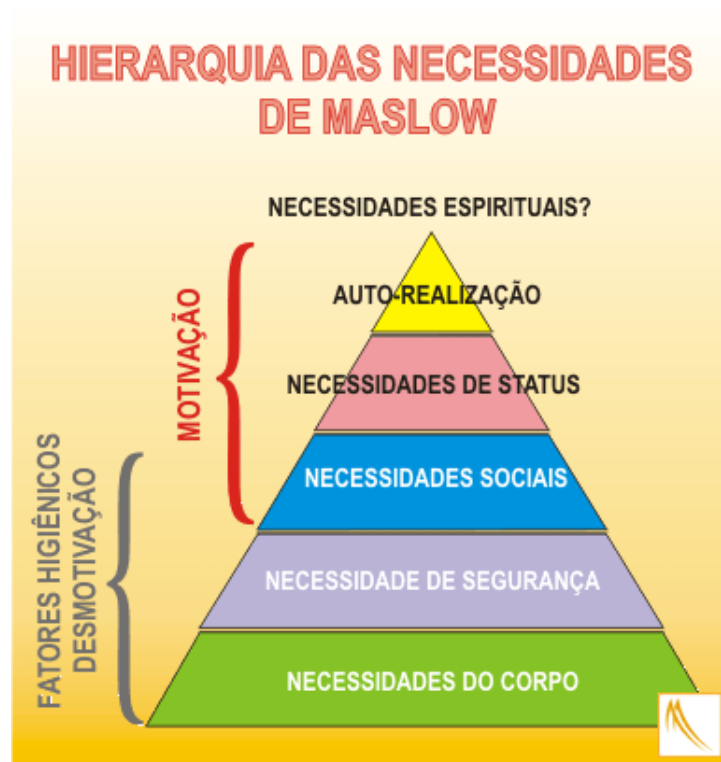 HIERARQUIA DAS NECESSIDADES
DE MASLOW
NECESSIDADES ESPIRITUAIS?
AUTO-REALIZAÇÃO
NECESSIDADES DE STATUS
NECESSIDADES SOCIAIS
NECESSIDADE DE SEGURANÇA
NECESSIDADES DO CORPO
MOTIVAÇÃO
FATORES HIGIÊNICOS
DESMOTIVAÇÃO